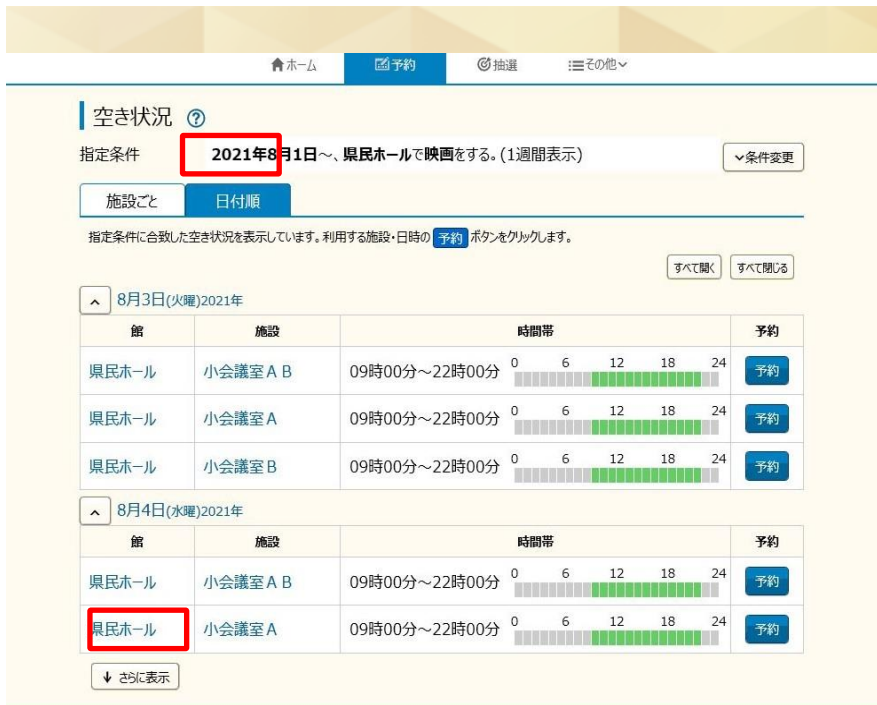 ホーム 予約 抽選 その他
空き状況 ?
指定条件 2021年8月1日～、県民ホールで映画をする。(1週間表示) 条件変更
施設ごと 日付順
指定条件に合致した空き状況を表示しています。利用する施設・日時の 予約 ボタンをクリックします。
すべて開く すべて閉じる
8月3日(火曜)2021年
館 施設 時間帯 予約
県民ホール 小会議室ＡＢ 09時00分～22時00分 0 6 12 18 24 予約
県民ホール 小会議室Ａ 09時00分～22時00分 0 6 12 18 24 予約
県民ホール 小会議室Ｂ 09時00分～22時00分 0 6 12 18 24 予約
8月4日(水曜)2021年
館 施設 時間帯 予約
県民ホール 小会議室ＡＢ 09時00分～22時00分 0 6 12 18 24 予約
県民ホール 小会議室Ａ 09時00分～22時00分 0 6 12 18 24 予約
さらに表示